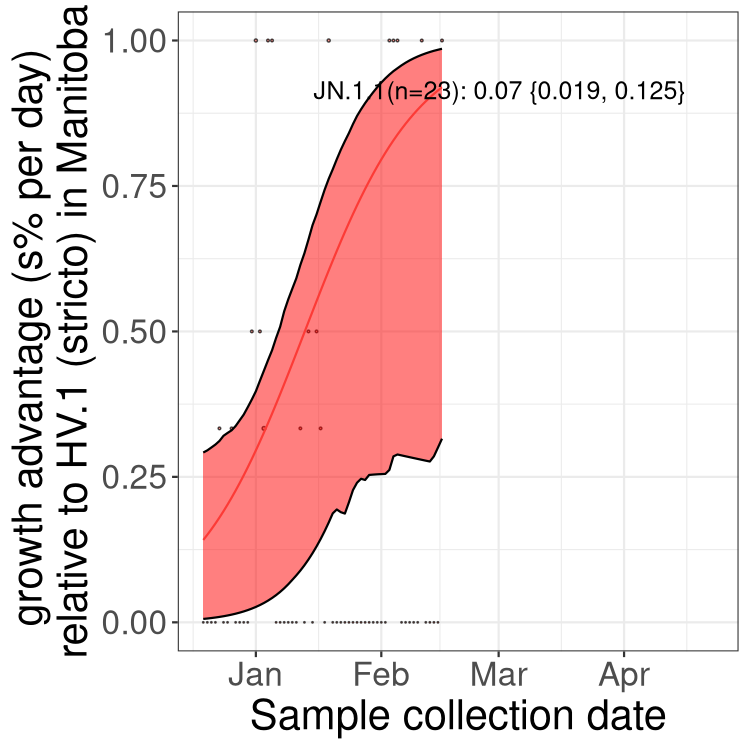 growth advantage (s% per day)
relative to HV.1 (stricto) in Manitoba
1.00
0.75
0.50
0.25
0.00
JN.1 1(n=23): 0.07 {0.019, 0.125}
Jan Feb Mar Apr
Sample collection date